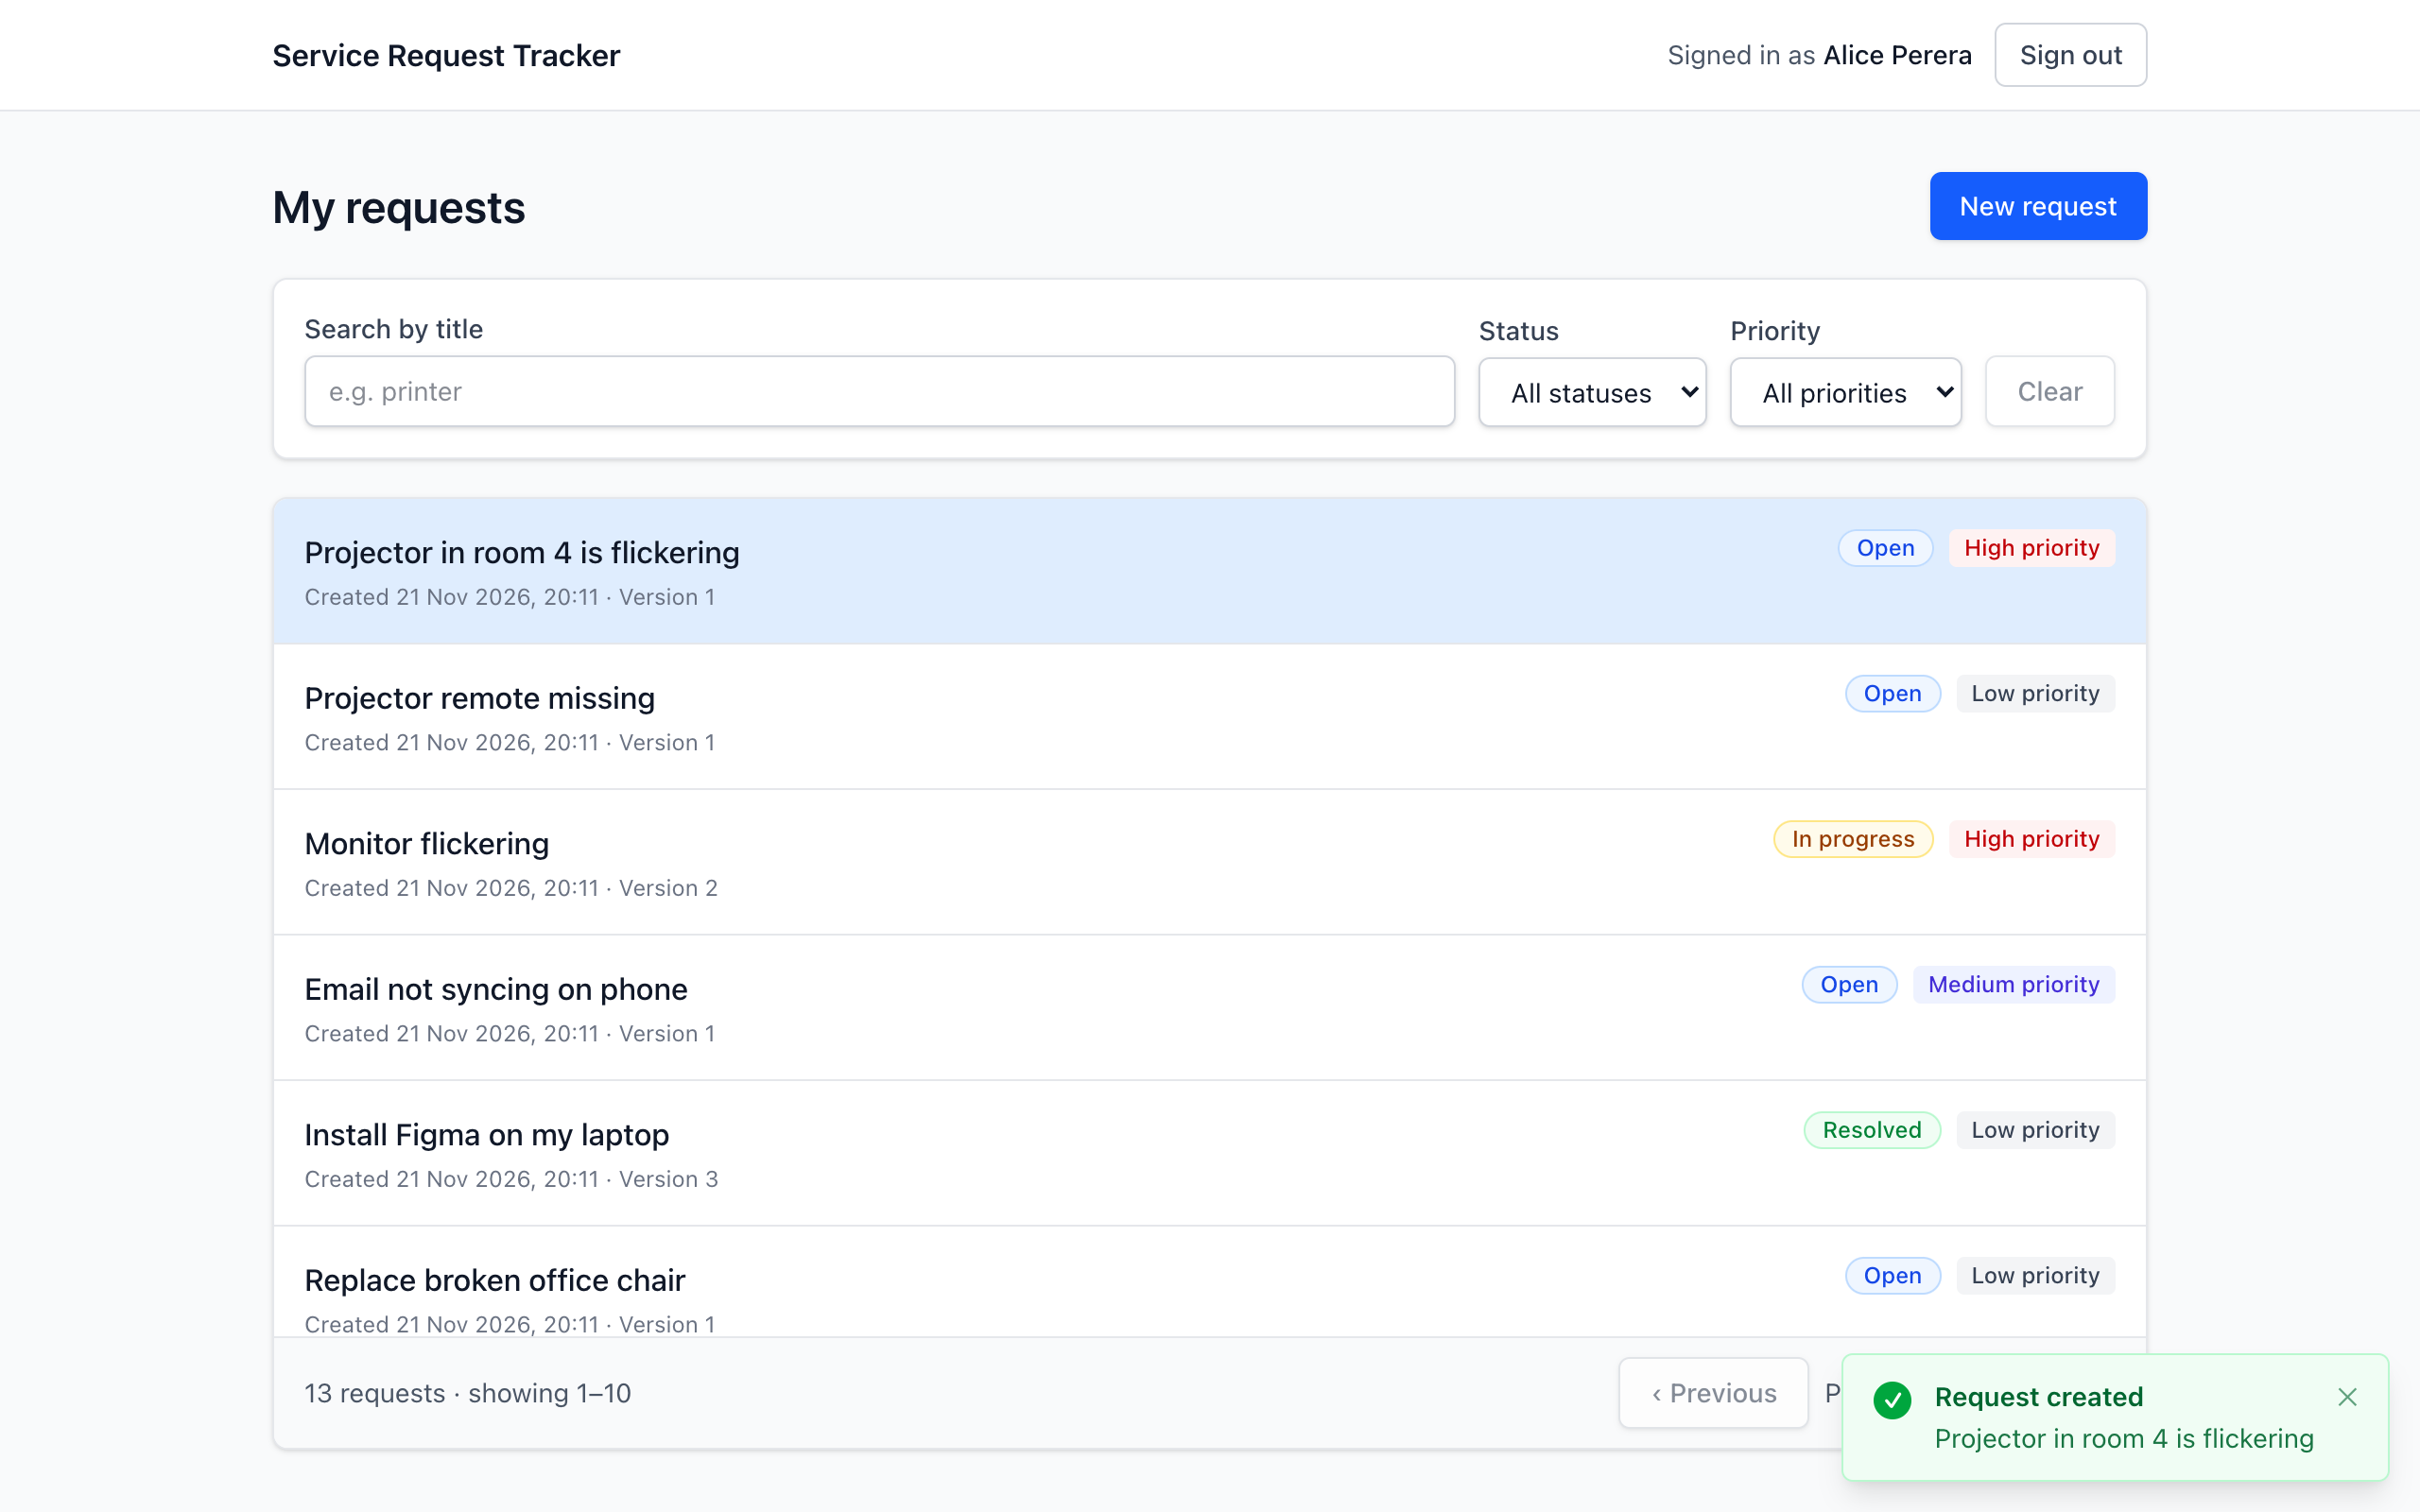 Service Request Tracker
Signed in as Alice Perera
Sign out
My requests
New request
Search by title
Status
Priority
e.g. printer
All statuses
All priorities
Clear
Projector in room 4 is flickering
Open
High priority
Created 21 Nov 2026, 20:11 · Version 1
Projector remote missing
Open
Low priority
Created 21 Nov 2026, 20:11 · Version 1
Monitor flickering
In progress
High priority
Created 21 Nov 2026, 20:11 · Version 2
Email not syncing on phone
Open
Medium priority
Created 21 Nov 2026, 20:11 · Version 1
Install Figma on my laptop
Resolved
Low priority
Created 21 Nov 2026, 20:11 · Version 3
Replace broken office chair
Open
Low priority
Created 21 Nov 2026, 20:11 · Version 1
13 requests · showing 1–10
‹ Previous
Request created
Projector in room 4 is flickering